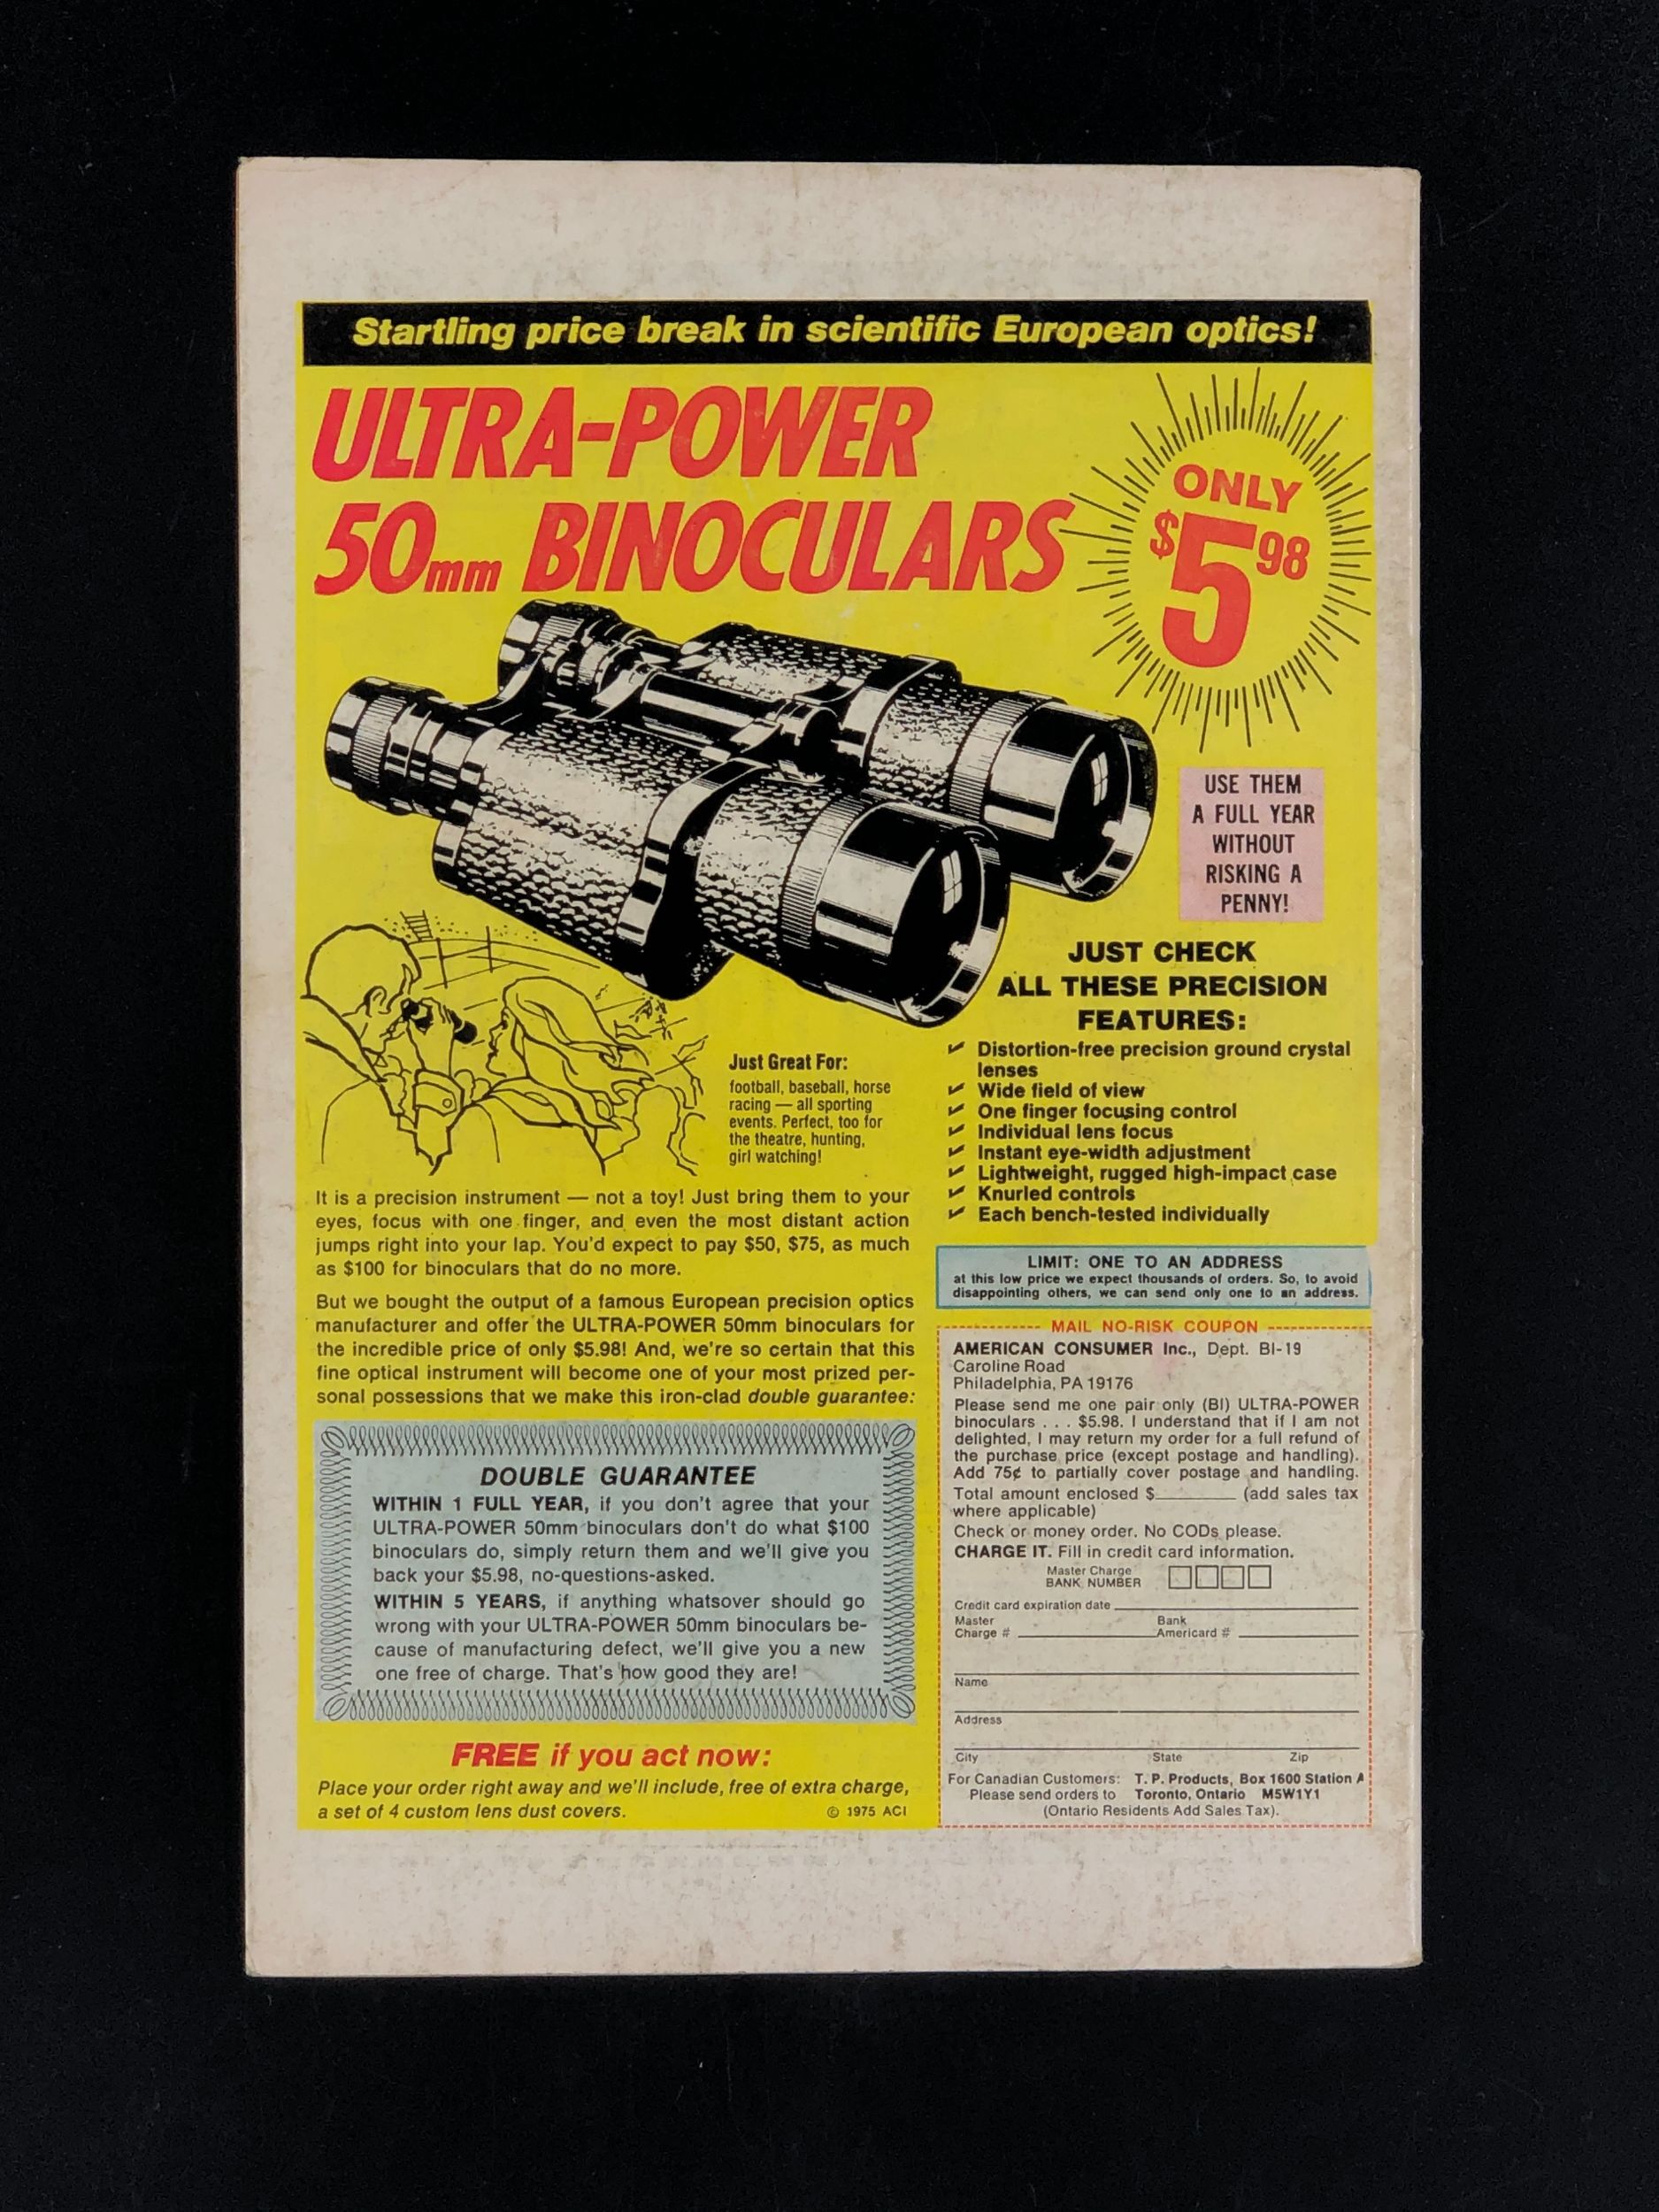 Startling price break in scientific European optics!
ULTRA-POWER
50mm BINOCULARS
ONLY
$5.98
USE THEM
A FULL YEAR
WITHOUT
RISKING A
PENNY!
JUST CHECK
ALL THESE PRECISION
FEATURES:
✔ Distortion-free precision ground crystal
lenses
✔ Wide field of view
✔ One finger focusing control
✔ Individual lens focus
✔ Instant eye-width adjustment
✔ Lightweight, rugged high-impact case
✔ Knurled controls
✔ Each bench-tested individually
Just Great For:
football, baseball, horse
racing — all sporting
events. Perfect, too for
the theatre, hunting,
girl watching!
It is a precision instrument — not a toy! Just bring them to your
eyes, focus with one finger, and even the most distant action
jumps right into your lap. You'd expect to pay $50, $75, as much
as $100 for binoculars that do no more.
But we bought the output of a famous European precision optics
manufacturer and offer the ULTRA-POWER 50mm binoculars for
the incredible price of only $5.98! And, we're so certain that this
fine optical instrument will become one of your most prized per-
sonal possessions that we make this iron-clad double guarantee:
DOUBLE GUARANTEE
WITHIN 1 FULL YEAR, if you don't agree that your
ULTRA-POWER 50mm binoculars don't do what $100
binoculars do, simply return them and we'll give you
back your $5.98, no-questions-asked.
WITHIN 5 YEARS, if anything whatsover should go
wrong with your ULTRA-POWER 50mm binoculars be-
cause of manufacturing defect, we'll give you a new
one free of charge. That's how good they are!
FREE if you act now:
Place your order right away and we'll include, free of extra charge,
a set of 4 custom lens dust covers.
© 1975 ACI
LIMIT: ONE TO AN ADDRESS
at this low price we expect thousands of orders. So, to avoid
disappointing others, we can send only one to an address.
MAIL NO-RISK COUPON
AMERICAN CONSUMER Inc., Dept. BI-19
Caroline Road
Philadelphia, PA 19176
Please send me one pair only (BI) ULTRA-POWER
binoculars . . . $5.98. I understand that if I am not
delighted, I may return my order for a full refund of
the purchase price (except postage and handling).
Add 75¢ to partially cover postage and handling.
Total amount enclosed $________ (add sales tax
where applicable)
Check or money order. No CODs please.
CHARGE IT. Fill in credit card information.
Master Charge
BANK NUMBER
Credit card expiration date
Master Bank
Charge # Americard #
Name
Address
City State Zip
For Canadian Customers: T. P. Products, Box 1600 Station A
Please send orders to Toronto, Ontario M5W1Y1
(Ontario Residents Add Sales Tax).